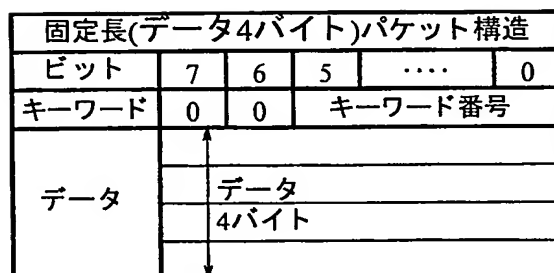 固定長(データ4バイト)パケット構造
ビット 7 6 5 ‥‥ 0
キーワード 0 0 キーワード番号
データ データ
4バイト